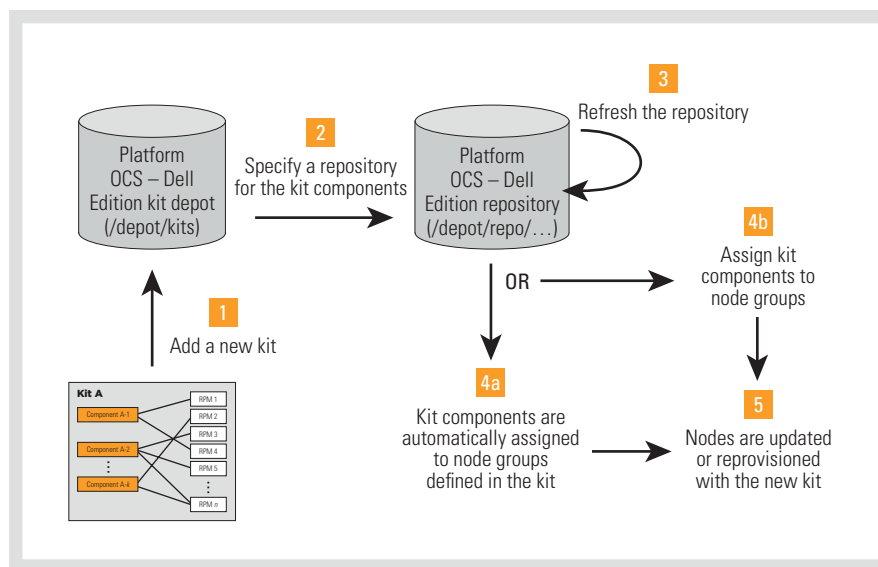 3
Refresh the repository
2
Specify a repository
for the kit components
Platform
OCS – Dell
Edition kit depot
(/depot/kits)
Platform
OCS – Dell
Edition repository
(/depot/repo/…)
4b
Assign kit
components to
node groups
OR
1
Add a new kit
4a
Kit components are
automatically assigned
to node groups
defined in the kit
5
Nodes are updated
or reprovisioned
with the new kit
Kit A
Component A-1
Component A-2
Component A-k
RPM 1
RPM 2
RPM 3
RPM 4
RPM 5
RPM n